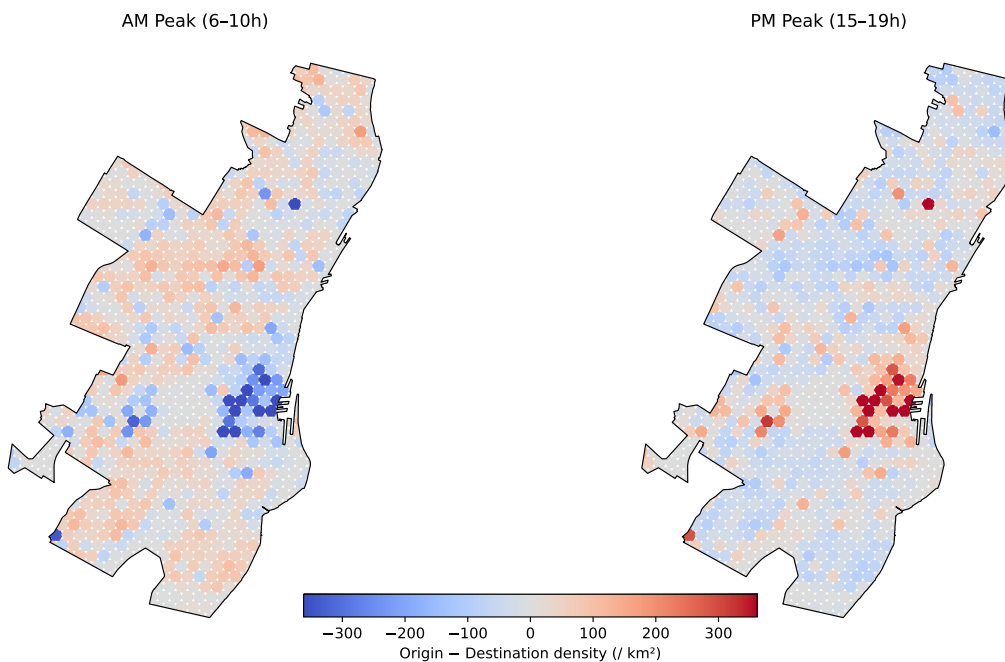 AM Peak (6–10h)
PM Peak (15–19h)
−300 −200 −100 0 100 200 300
Origin − Destination density (/ km²)